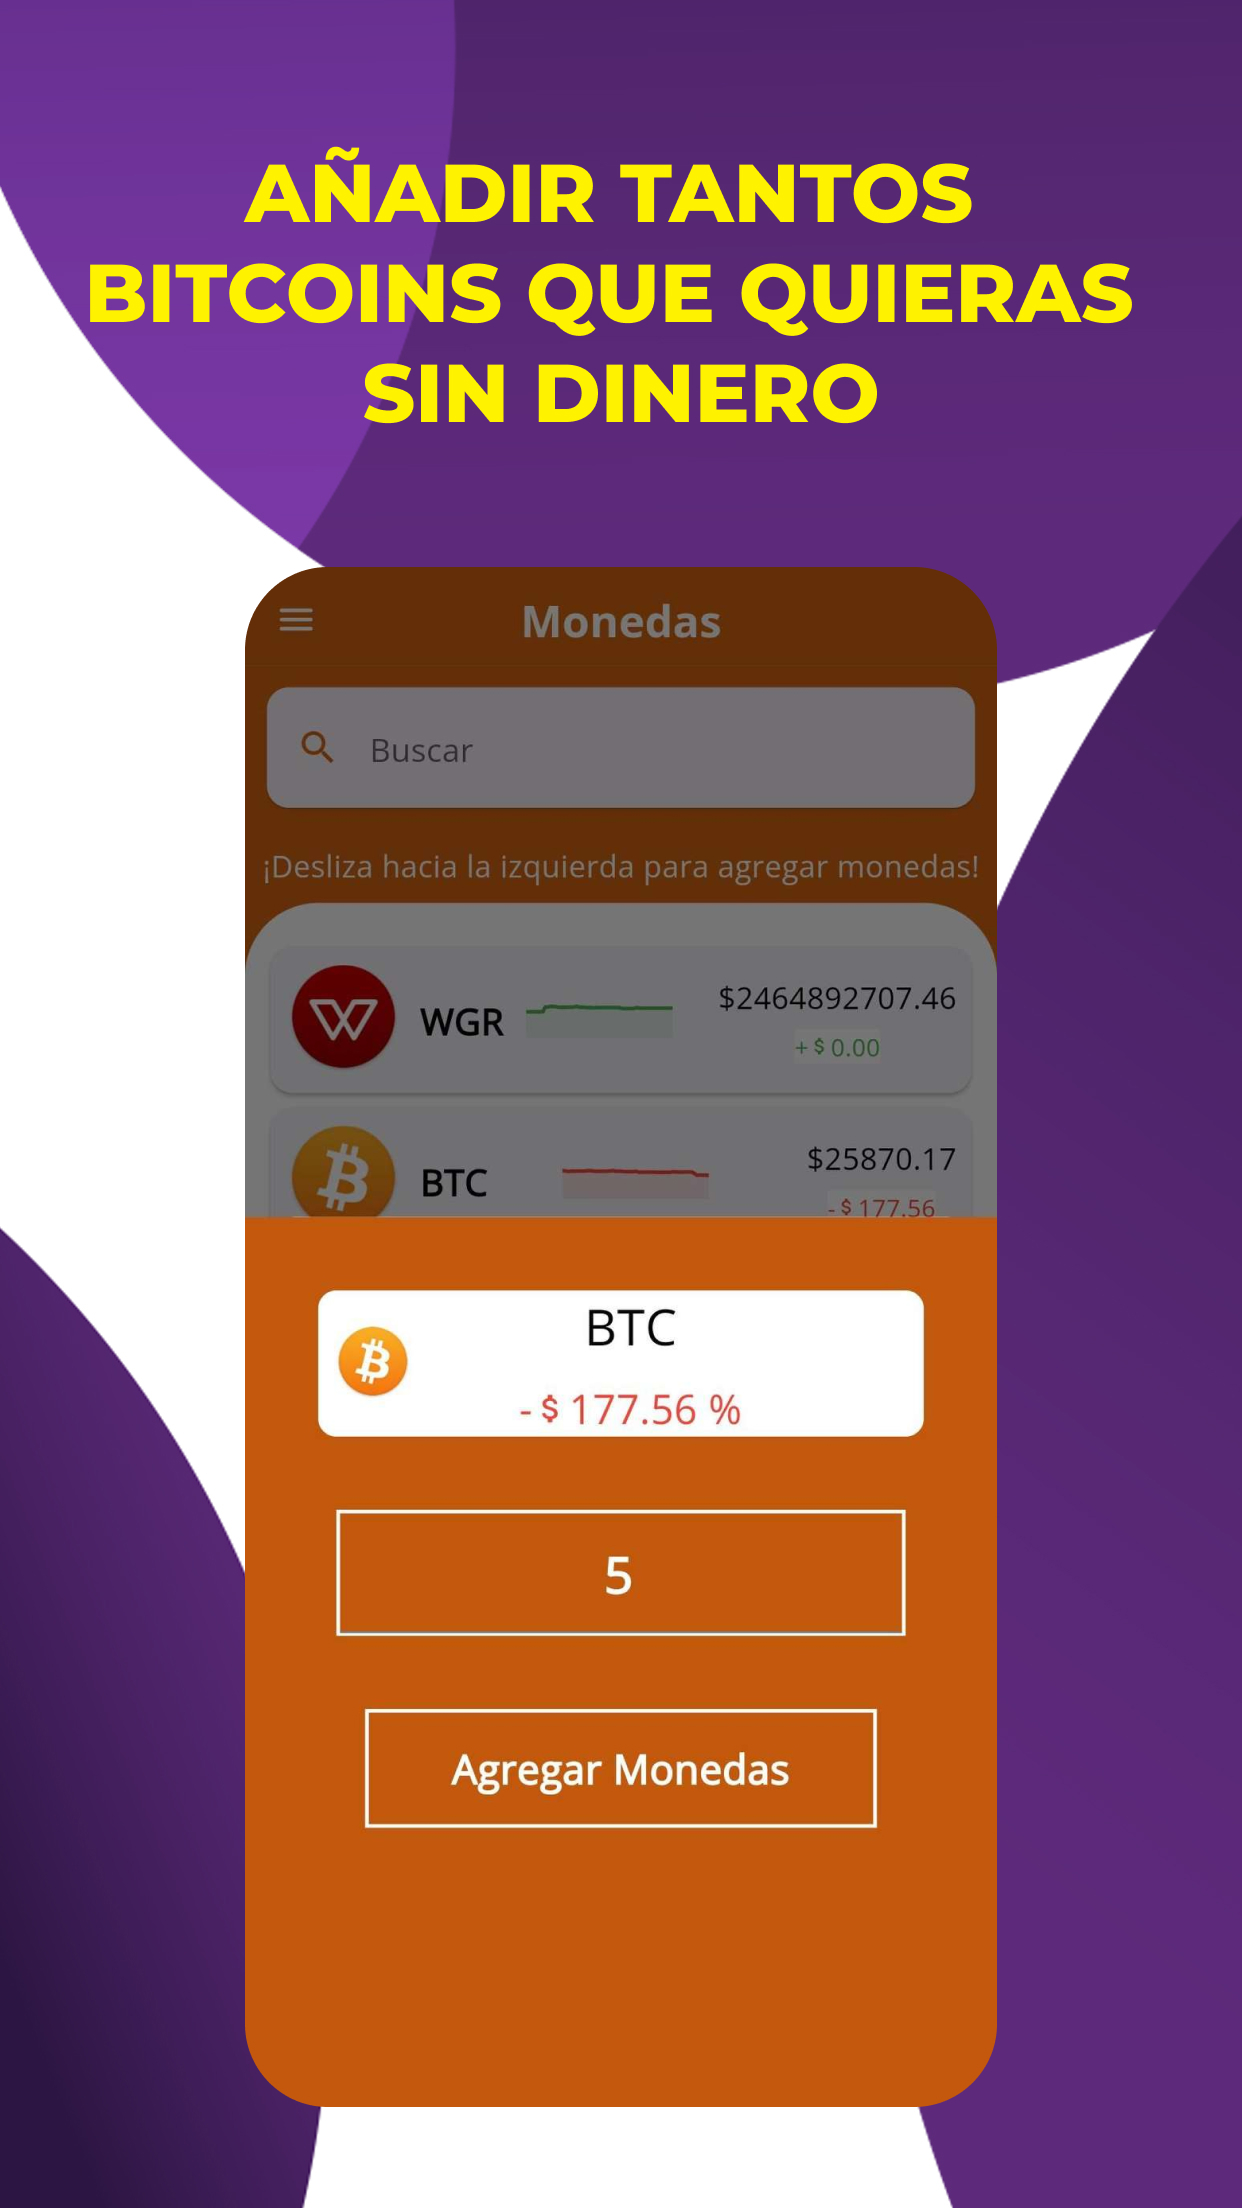 AÑADIR TANTOS
BITCOINS QUE QUIERAS
SIN DINERO
Monedas
Buscar
¡Desliza hacia la izquierda para agregar monedas!
WGR
$2464892707.46
+ $ 0.00
BTC
$25870.17
- $ 177.56
BTC
- $ 177.56 %
5
Agregar Monedas